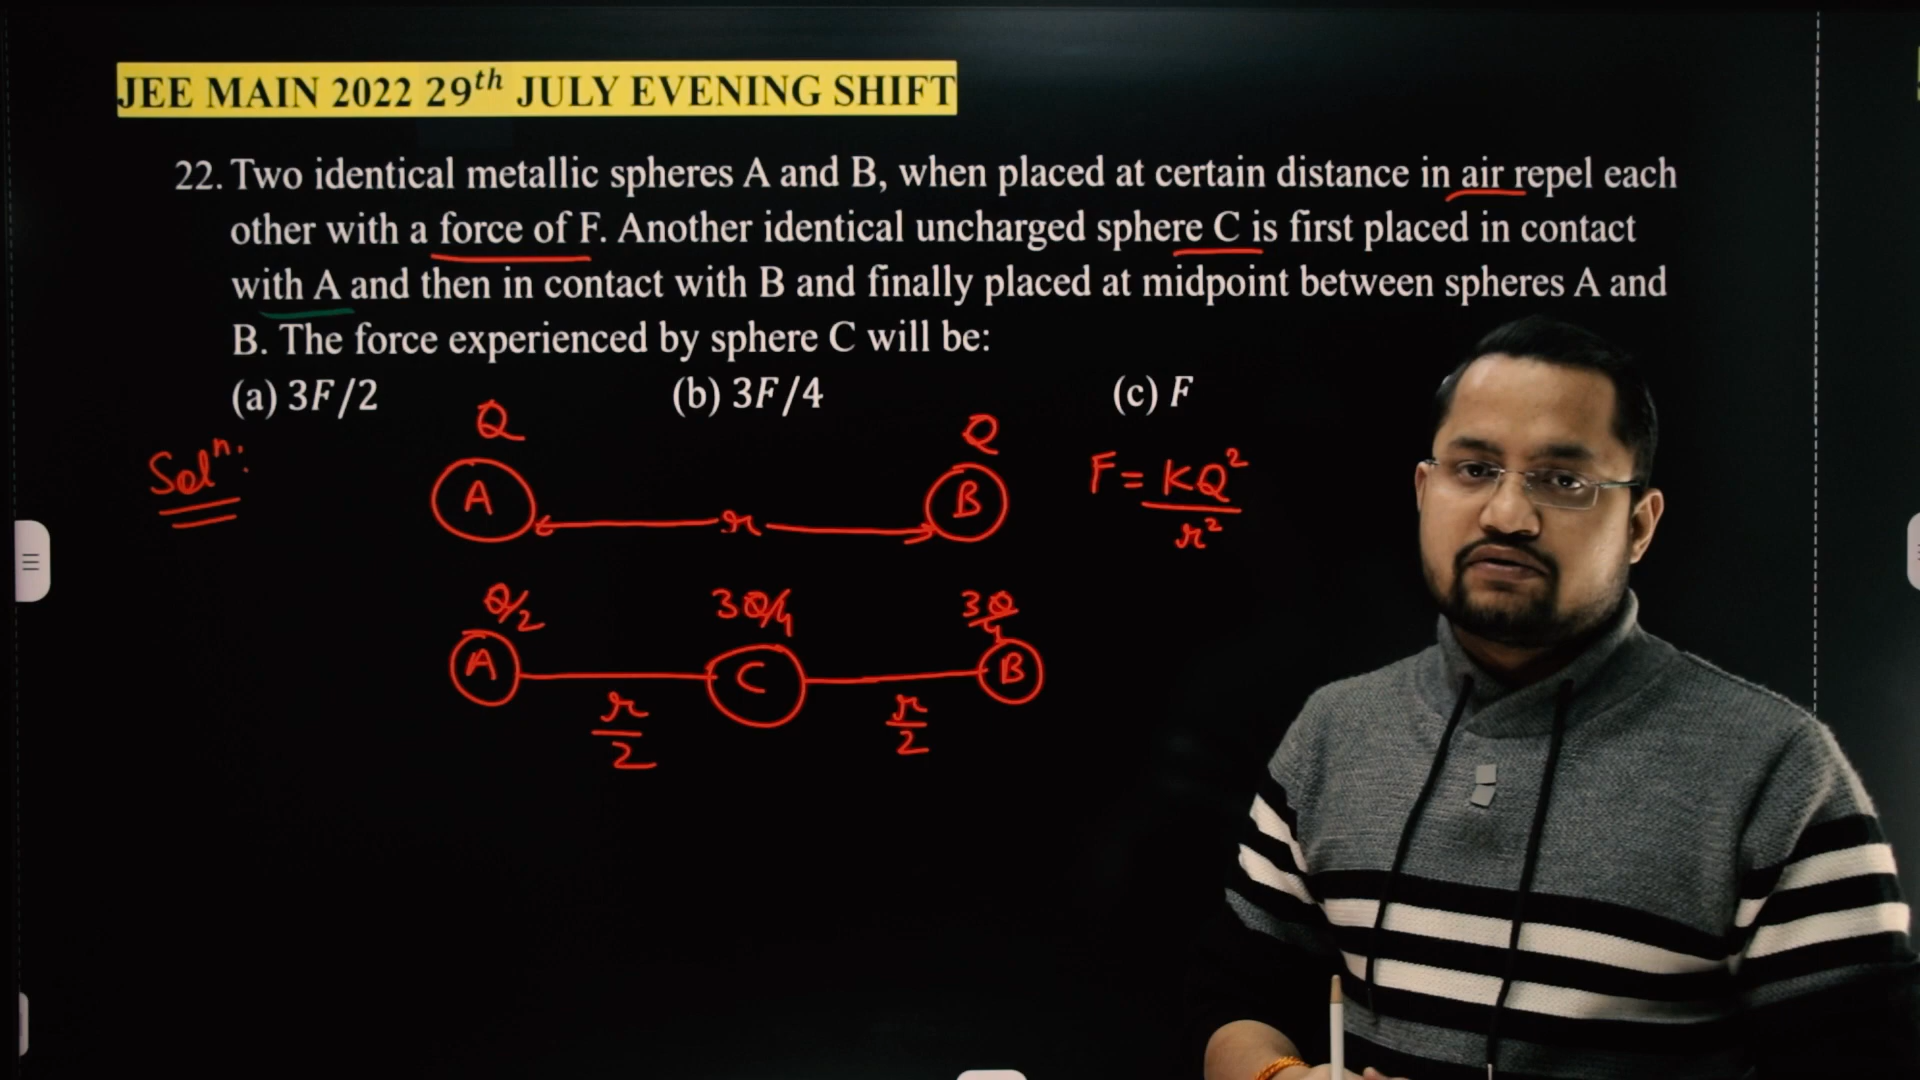 JEE MAIN 2022 29th JULY EVENING SHIFT
22. Two identical metallic spheres A and B, when placed at certain distance in air repel each
other with a force of F. Another identical uncharged sphere C is first placed in contact
with A and then in contact with B and finally placed at midpoint between spheres A and
B. The force experienced by sphere C will be:
(a) 3F/2 (b) 3F/4 (c) F
Solⁿ:
Q Q
A r B
F = KQ²/r²
Q/2 3Q/4 3Q/4
A C B
r/2 r/2